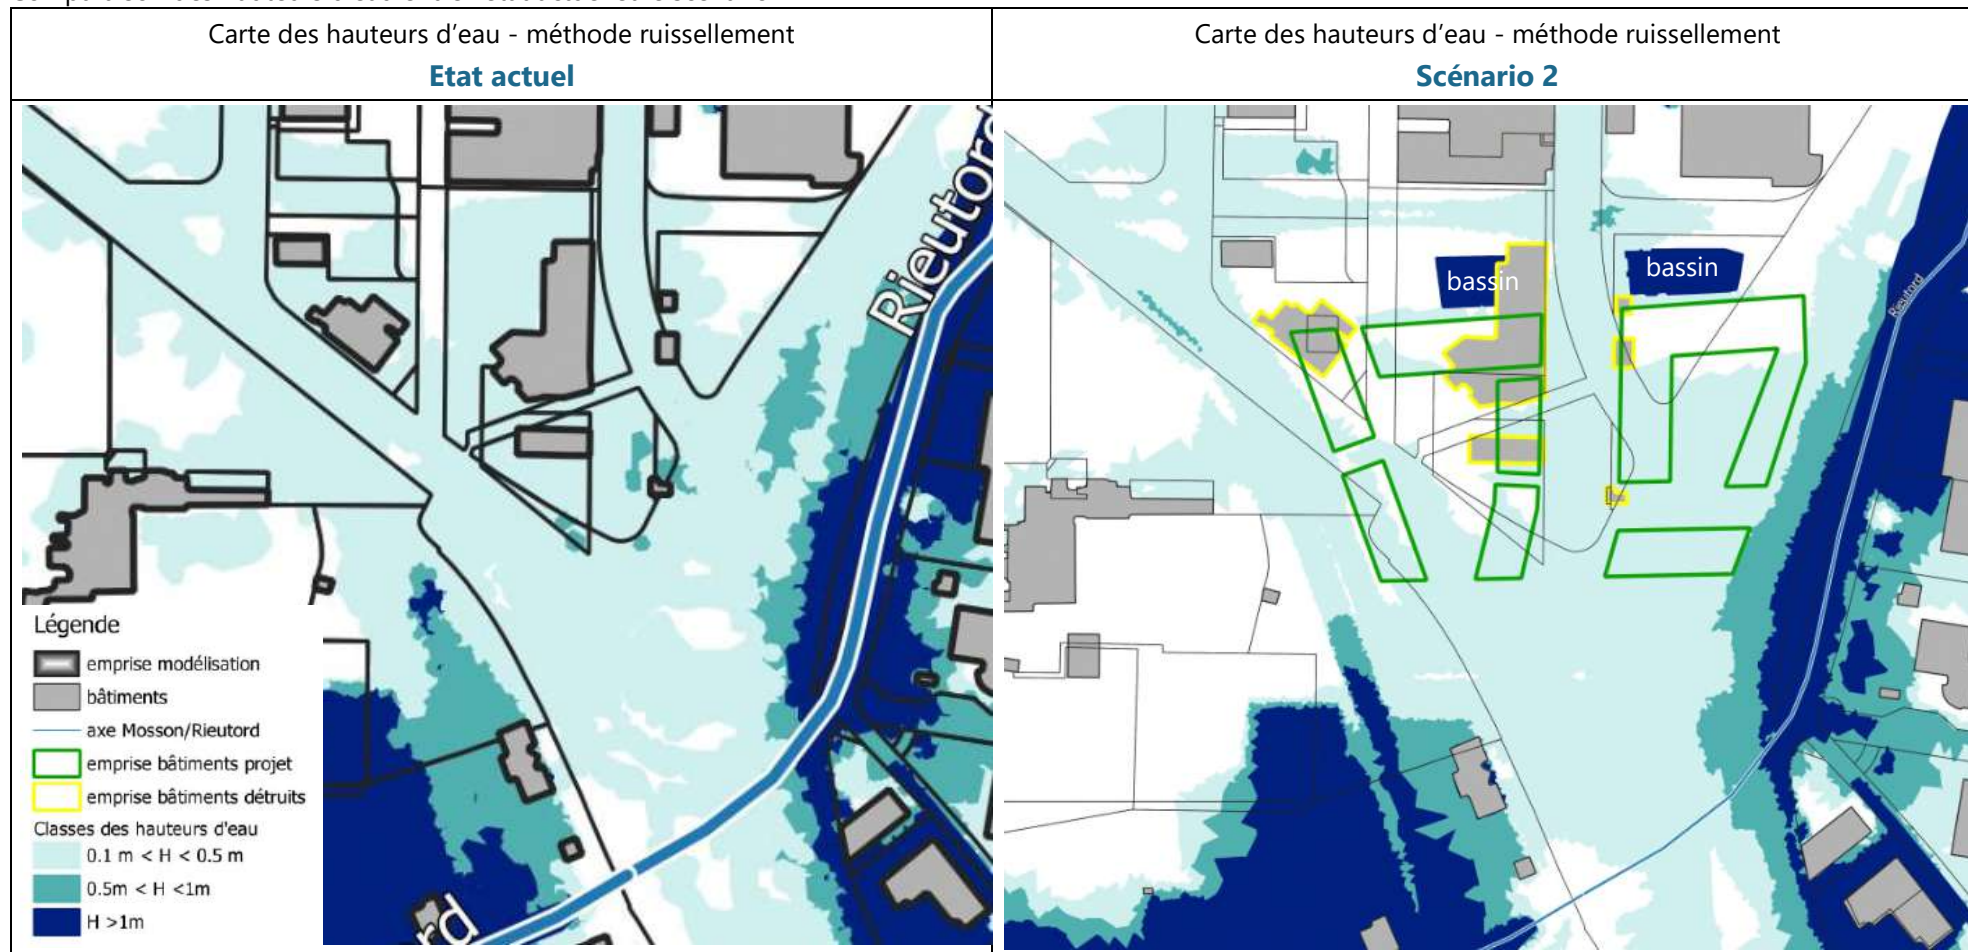 Carte des hauteurs d'eau - méthode ruissellement
Etat actuel
Carte des hauteurs d'eau - méthode ruissellement
Scénario 2
Rieutord
rd
Légende
emprise modélisation
bâtiments
axe Mosson/Rieutord
emprise bâtiments projet
emprise bâtiments détruits
Classes des hauteurs d'eau
0.1 m < H < 0.5 m
0.5m < H <1m
H >1m
bassin
bassin
Rieutord